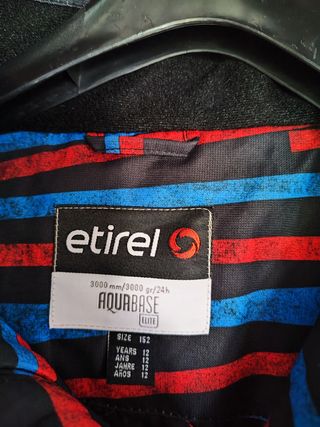 etirel
3000 mm/3000 gr/24h
AQUABASE
ELITE
SIZE 152
YEARS 12
ANS 12
JAHRE 12
AÑOS 12